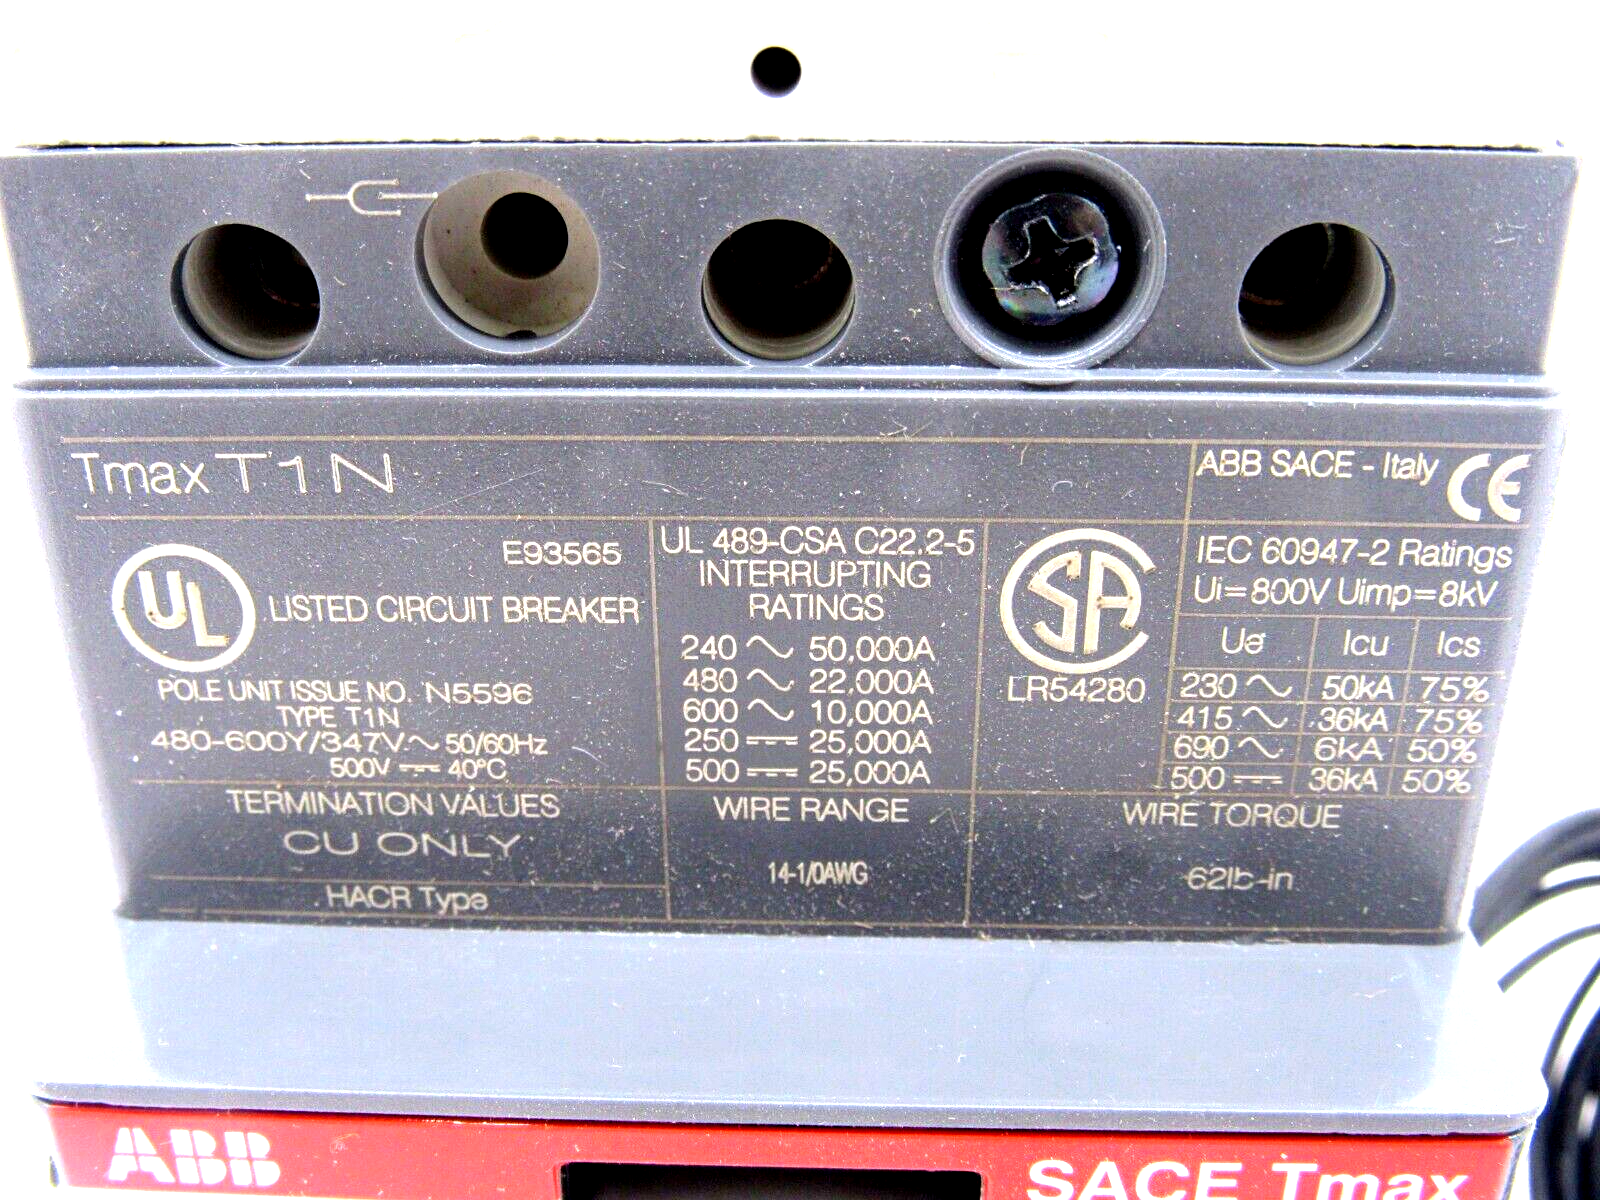 Tmax T1N
ABB SACE - Italy CE
UL
E93565
LISTED CIRCUIT BREAKER
POLE UNIT ISSUE NO. N5596
TYPE T1N
480-600Y/347V~ 50/60Hz
500V ⎓ 40°C
UL 489-CSA C22.2-5
INTERRUPTING
RATINGS
240 ~ 50,000A
480 ~ 22,000A
600 ~ 10,000A
250 ⎓ 25,000A
500 ⎓ 25,000A
SA
LR54280
IEC 60947-2 Ratings
Ui=800V Uimp=8kV
Ue Icu Ics
230 ~ 50kA 75%
415 ~ 36kA 75%
690 ~ 6kA 50%
500 ⎓ 36kA 50%
TERMINATION VALUES
CU ONLY
HACR Type
WIRE RANGE
14-1/0AWG
WIRE TORQUE
62lb-in
ABB
SACE Tmax